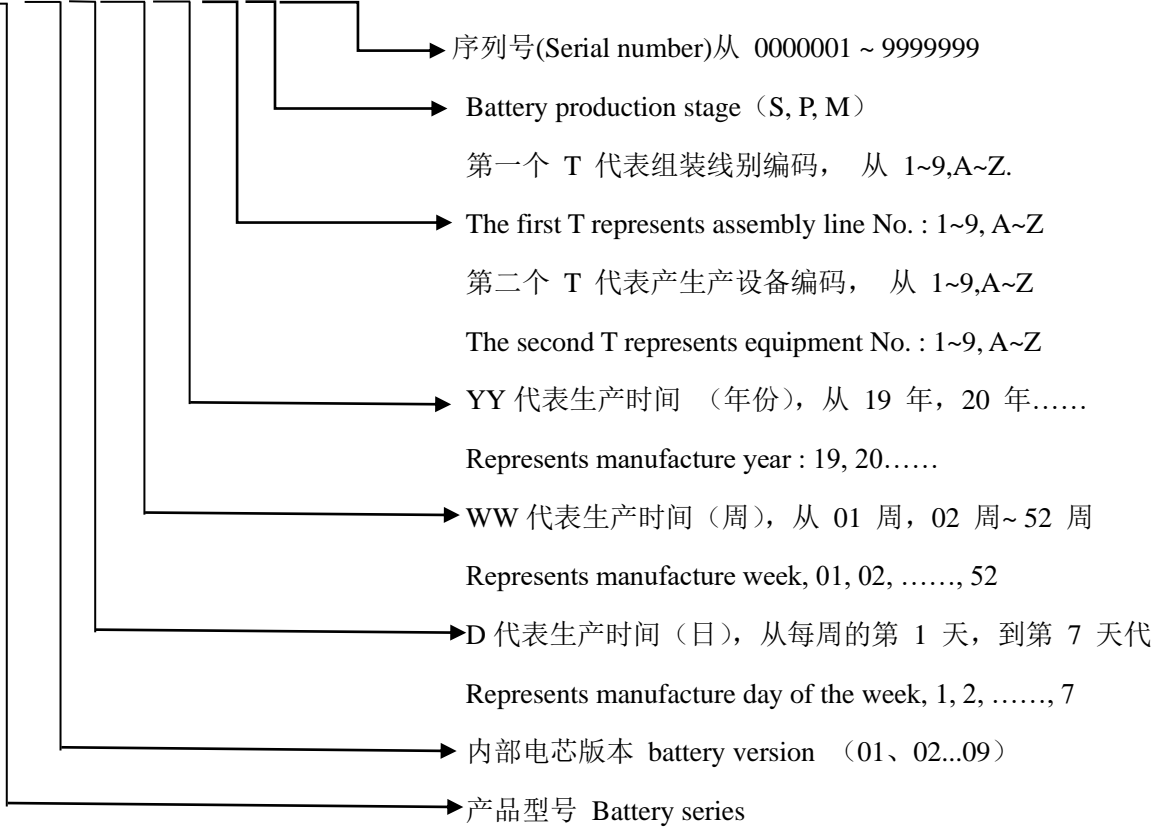 序列号(Serial number)从 0000001 ~ 9999999
Battery production stage（S, P, M）
第一个 T 代表组装线别编码， 从 1~9,A~Z.
The first T represents assembly line No. : 1~9, A~Z
第二个 T 代表产生产设备编码， 从 1~9,A~Z
The second T represents equipment No. : 1~9, A~Z
YY 代表生产时间 （年份），从 19 年，20 年……
Represents manufacture year : 19, 20……
WW 代表生产时间（周），从 01 周，02 周~ 52 周
Represents manufacture week, 01, 02, ……, 52
D 代表生产时间（日），从每周的第 1 天，到第 7 天代
Represents manufacture day of the week, 1, 2, ……, 7
内部电芯版本 battery version （01、02...09）
产品型号 Battery series